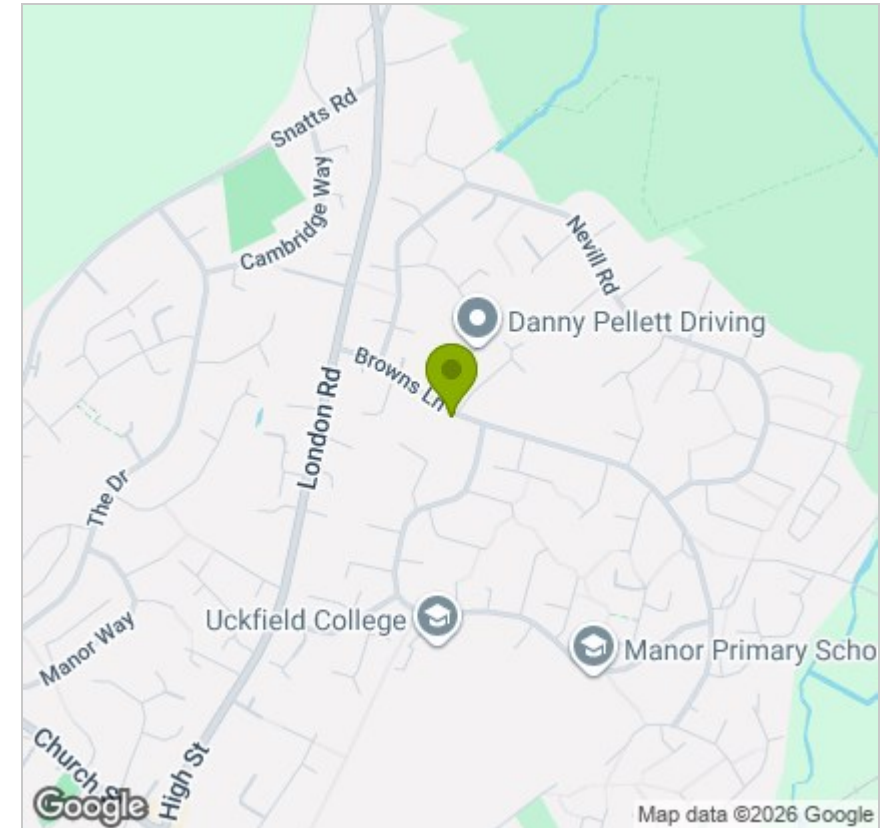 Snatts Rd
Cambridge Way
Nevill Rd
Danny Pellett Driving
Browns Ln
London Rd
The Dr
Uckfield College
Manor Primary Scho
Manor Way
Church
High St
Google
Map data ©2026 Google